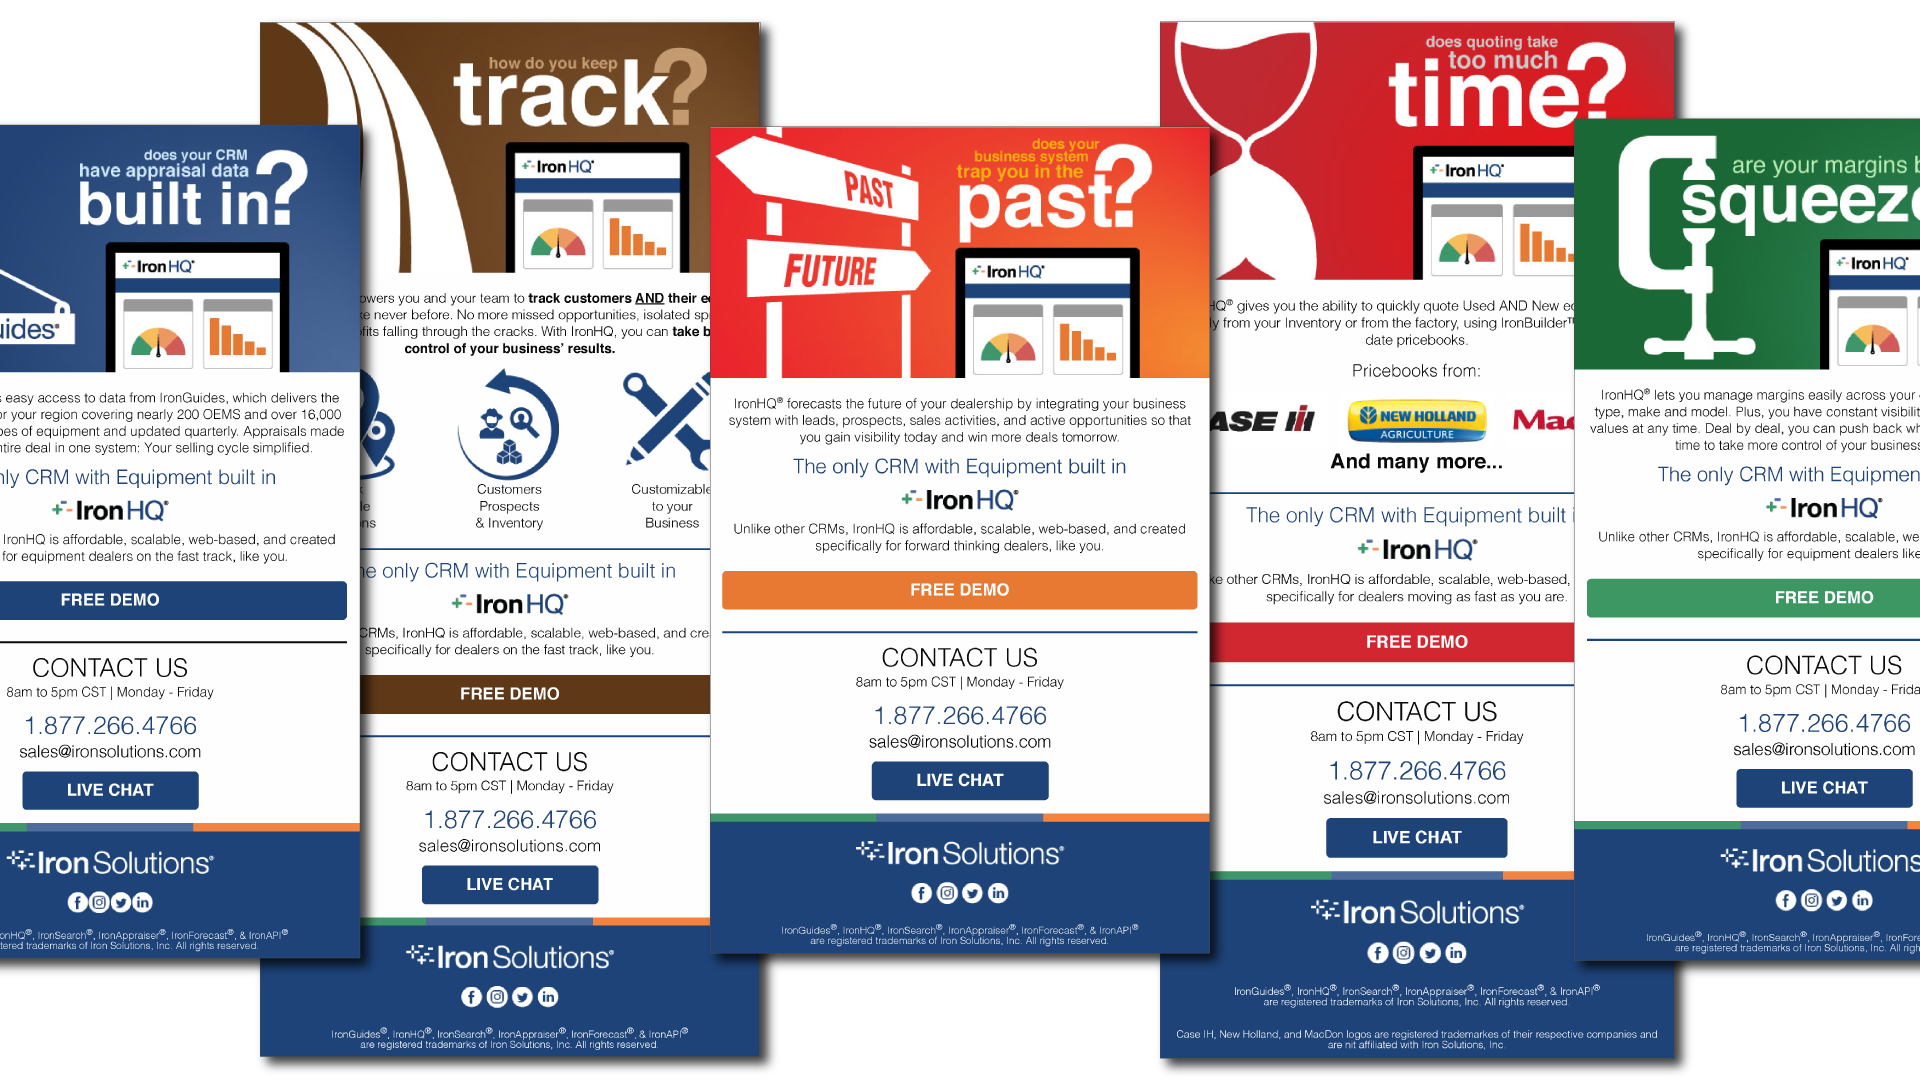 does your CRM
have appraisal data
built in?
IronHQ®
uides®
easy access to data from IronGuides, which delivers the
or your region covering nearly 200 OEMS and over 16,000
pes of equipment and updated quarterly. Appraisals made
ntire deal in one system: Your selling cycle simplified.
nly CRM with Equipment built in
IronHQ®
IronHQ is affordable, scalable, web-based, and created
for equipment dealers on the fast track, like you.
FREE DEMO
CONTACT US
8am to 5pm CST | Monday - Friday
1.877.266.4766
sales@ironsolutions.com
LIVE CHAT
Iron Solutions®
onHQ®, IronSearch®, IronAppraiser®, IronForecast®, & IronAPI®
tered trademarks of Iron Solutions, Inc. All rights reserved.
how do you keep
track?
IronHQ®
owers you and your team to track customers AND their e
ke never before. No more missed opportunities, isolated sp
fits falling through the cracks. With IronHQ, you can take b
control of your business' results.
Customers
Prospects
& Inventory
Customizable
to your
Business
he only CRM with Equipment built in
IronHQ®
CRMs, IronHQ is affordable, scalable, web-based, and cre
specifically for dealers on the fast track, like you.
FREE DEMO
CONTACT US
8am to 5pm CST | Monday - Friday
1.877.266.4766
sales@ironsolutions.com
LIVE CHAT
Iron Solutions®
IronGuides®, IronHQ®, IronSearch®, IronAppraiser®, IronForecast®, & IronAPI®
are registered trademarks of Iron Solutions, Inc. All rights reserved.
does your
business system
trap you in the
past?
PAST
FUTURE
IronHQ®
IronHQ® forecasts the future of your dealership by integrating your business
system with leads, prospects, sales activities, and active opportunities so that
you gain visibility today and win more deals tomorrow.
The only CRM with Equipment built in
IronHQ®
Unlike other CRMs, IronHQ is affordable, scalable, web-based, and created
specifically for forward thinking dealers, like you.
FREE DEMO
CONTACT US
8am to 5pm CST | Monday - Friday
1.877.266.4766
sales@ironsolutions.com
LIVE CHAT
Iron Solutions®
IronGuides®, IronHQ®, IronSearch®, IronAppraiser®, IronForecast®, & IronAPI®
are registered trademarks of Iron Solutions, Inc. All rights reserved.
does quoting take
too much
time?
IronHQ®
HQ® gives you the ability to quickly quote Used AND New e
ly from your Inventory or from the factory, using IronBuilder™
date pricebooks.
Pricebooks from:
ASE IH
NEW HOLLAND
AGRICULTURE
Mac
And many more...
The only CRM with Equipment built i
IronHQ®
ke other CRMs, IronHQ is affordable, scalable, web-based,
specifically for dealers moving as fast as you are.
FREE DEMO
CONTACT US
8am to 5pm CST | Monday - Friday
1.877.266.4766
sales@ironsolutions.com
LIVE CHAT
Iron Solutions®
IronGuides®, IronHQ®, IronSearch®, IronAppraiser®, IronForecast®, & IronAPI®
are registered trademarks of Iron Solutions, Inc. All rights reserved.
Case IH, New Holland, and MacDon logos are registered trademarkes of their respective companies and
are nit affiliated with Iron Solutions, Inc.
are your margins b
squeeze
IronHQ®
IronHQ® lets you manage margins easily across your
type, make and model. Plus, you have constant visibilit
values at any time. Deal by deal, you can push back wh
time to take more control of your business
The only CRM with Equipmen
IronHQ®
Unlike other CRMs, IronHQ is affordable, scalable, we
specifically for equipment dealers like
FREE DEMO
CONTACT US
8am to 5pm CST | Monday - Frida
1.877.266.4766
sales@ironsolutions.com
LIVE CHAT
Iron Solutions
IronGuides®, IronHQ®, IronSearch®, IronAppraiser®, IronFore
are registered trademarks of Iron Solutions, Inc. All righ